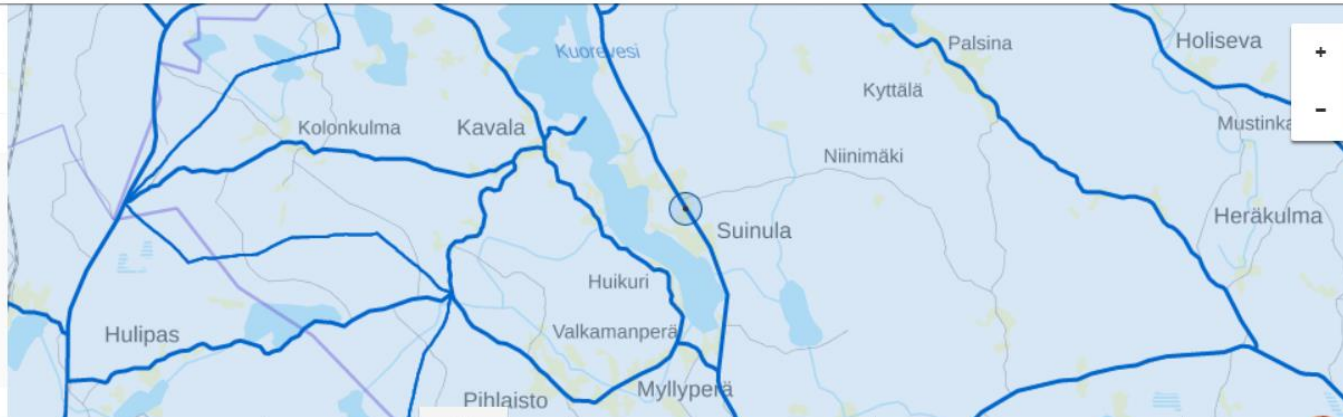 Kuorevesi
Palsina
Holiseva
+
Kyttälä
-
Kolonkulma
Kavala
Mustinka
Niinimäki
Heräkulma
Suinula
Huikuri
Hulipas
Valkamanperä
Pihlaisto
Myllyperä